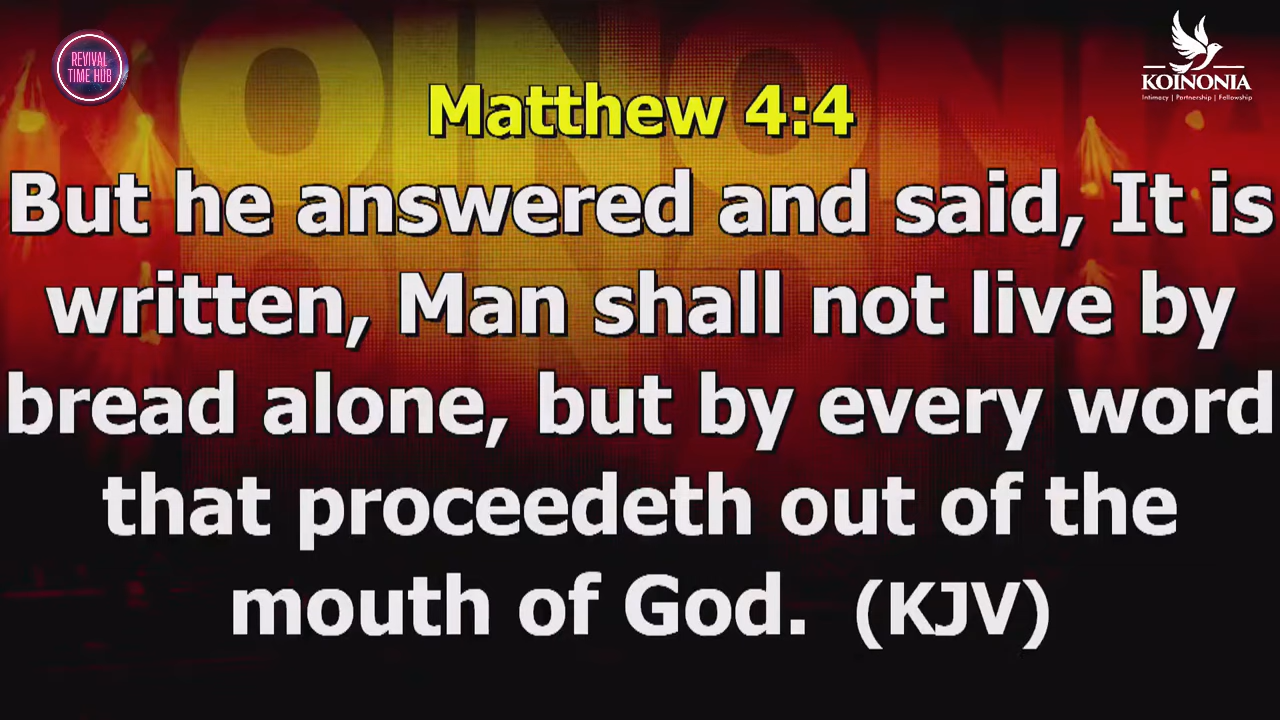 REVIVAL
TIME HUB
KOINONIA
Intimacy | Partnership | Fellowship
KOINONIA
Matthew 4:4
But he answered and said, It is
written, Man shall not live by
bread alone, but by every word
that proceedeth out of the
mouth of God.  (KJV)